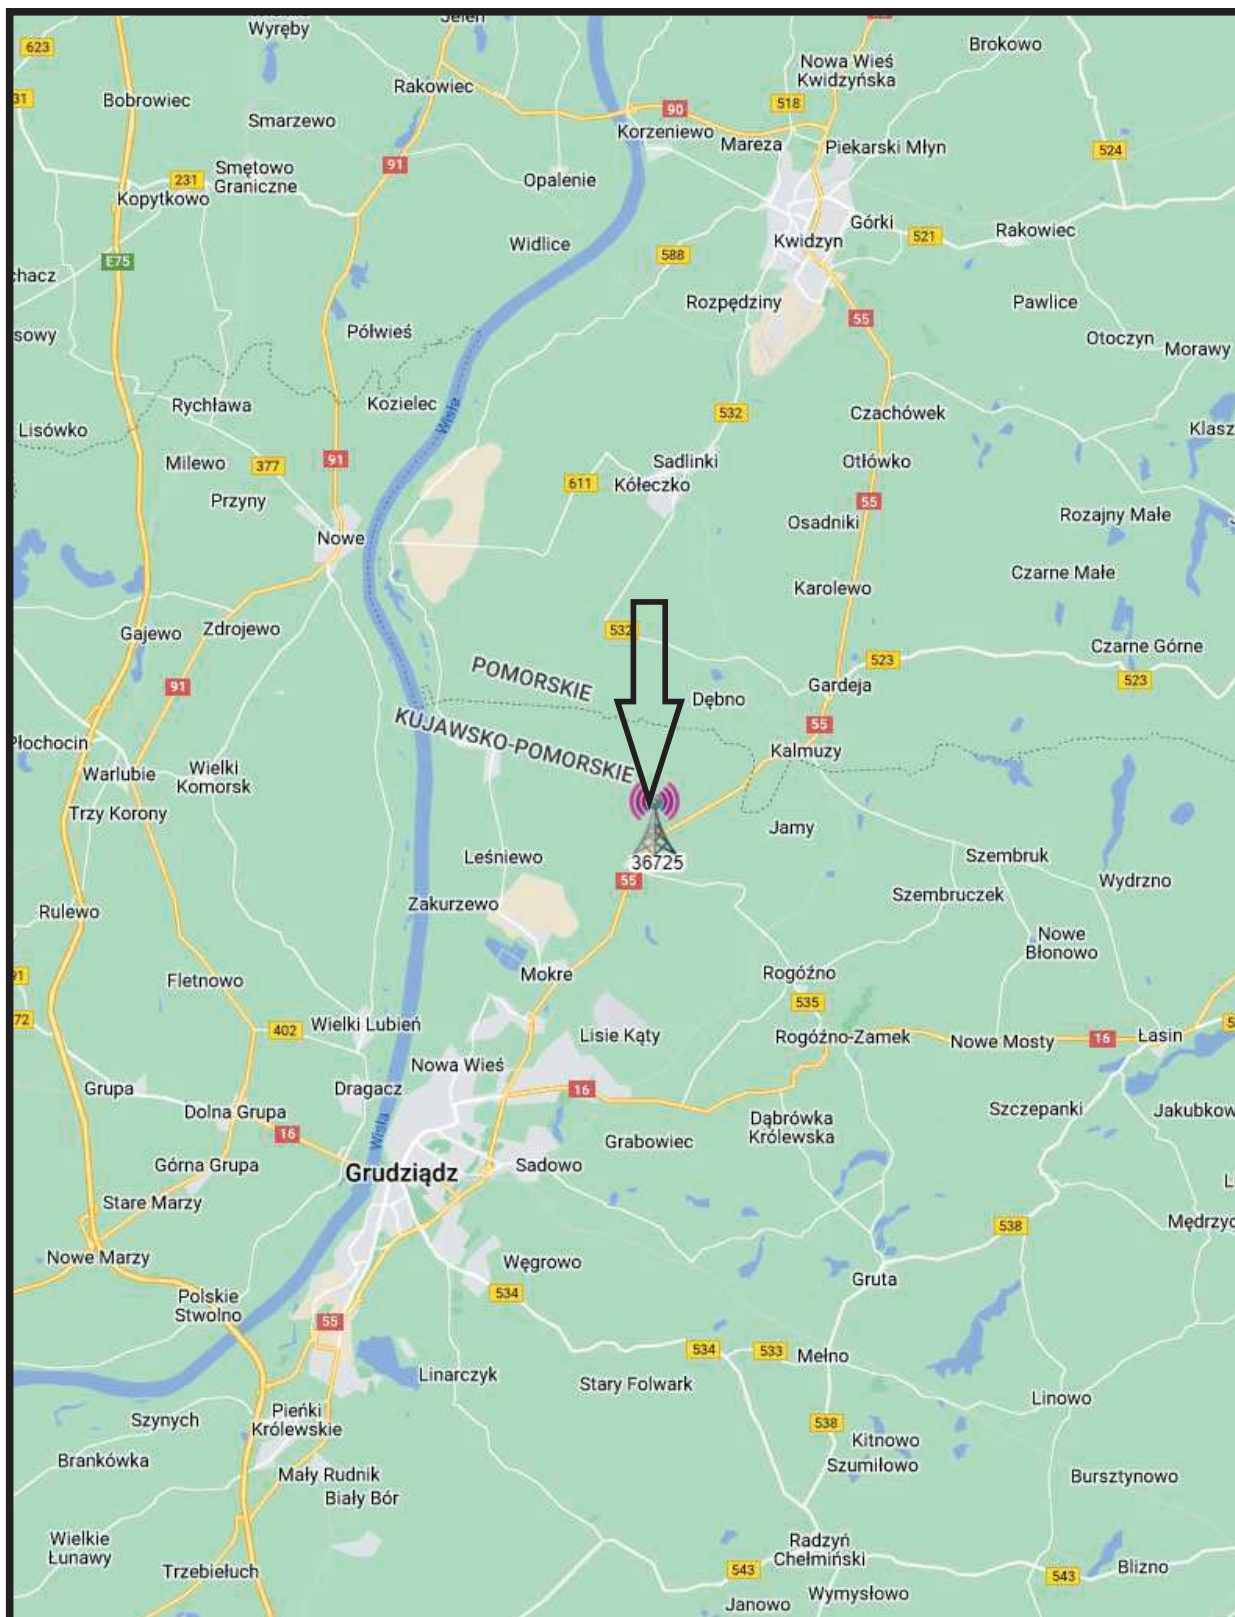 Wyręby
Jeleń
623
Brokowo
Nowa Wieś
Kwidzyńska
Rakowiec
31
Bobrowiec
90
518
Smarzewo
Korzeniewo
Mareza
Piekarski Młyn
524
91
Smętowo
Graniczne
231
Opalenie
Kopytkowo
Górki
Widlice
Kwidzyn
521
Rakowiec
588
E75
chacz
Rozpędziny
Pawlice
55
sowy
Półwieś
Otoczyn
Morawy
Rychława
Kozielec
Wisła
532
Czachówek
Lisówko
Klasz
Milewo
377
91
Sadlinki
Otłówko
611
Kółeczko
Przyny
55
Rozajny Małe
Osadniki
Nowe
Czarne Małe
Karolewo
Gajewo
Zdrojewo
532
Czarne Górne
523
POMORSKIE
523
91
Gardeja
Dębno
KUJAWSKO-POMORSKIE
55
Płochocin
Kalmuzy
Warlubie
Wielki
Komorsk
Trzy Korony
Jamy
Leśniewo
36725
Szembruk
55
Wydrzno
Szembruczek
Zakurzewo
Rulewo
Nowe
Błonowo
91
Mokre
Rogóźno
Fletnowo
535
72
402
Wielki Lubień
Lisie Kąty
Rogóźno-Zamek
Nowe Mosty
16
Łasin
5
Nowa Wieś
Grupa
Dragacz
16
Dolna Grupa
Szczepanki
Jakubkow
Wisła
Dąbrówka
Królewska
16
Grabowiec
Górna Grupa
Grudziądz
Sadowo
Stare Marzy
538
Mędrzyc
Nowe Marzy
Węgrowo
Gruta
Polskie
Stwolno
534
55
534
533
Mełno
Linarczyk
Stary Folwark
Linowo
Szynych
Pieńki
Królewskie
538
Kitnowo
Brankówka
Szumiłowo
Mały Rudnik
Bursztynowo
Biały Bór
Wielkie
Łunawy
Radzyń
Chełmiński
Trzebiełuch
543
543
Blizno
Janowo
Wymysłowo